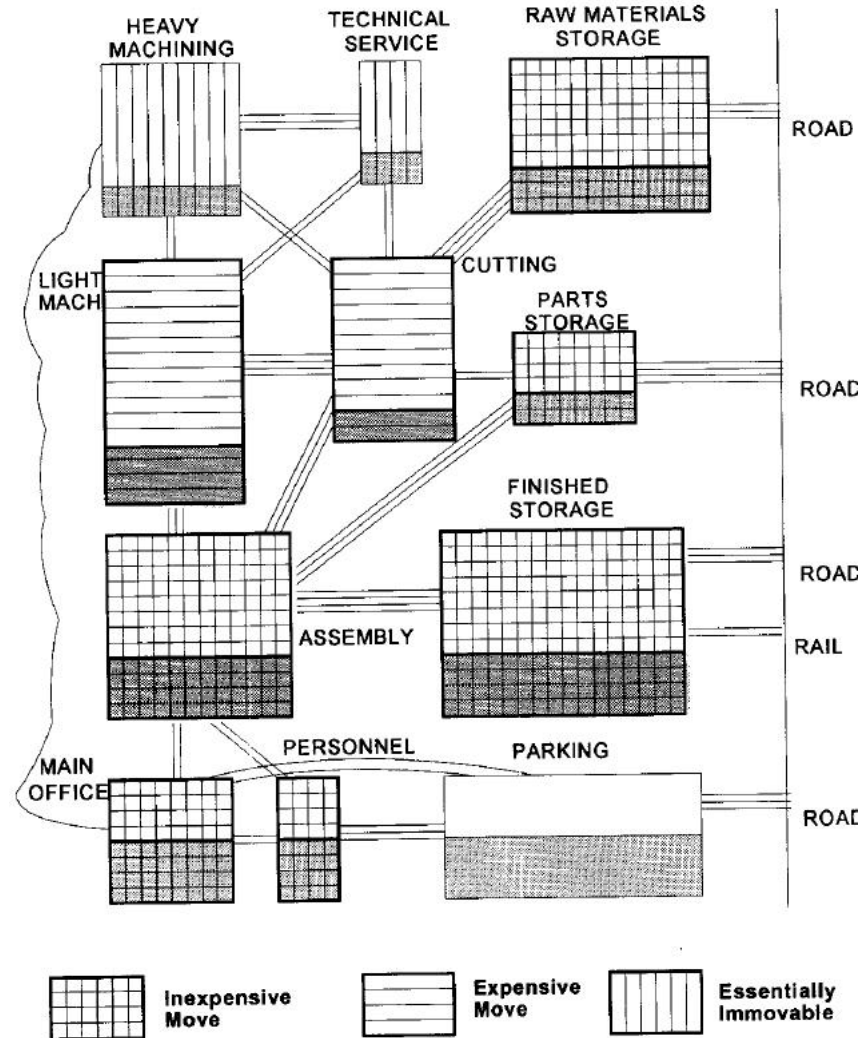 HEAVY
MACHINING
TECHNICAL
SERVICE
RAW MATERIALS
STORAGE
ROAD
LIGHT
MACH
CUTTING
PARTS
STORAGE
ROAD
FINISHED
STORAGE
ROAD
ASSEMBLY
RAIL
PERSONNEL
PARKING
MAIN
OFFICE
ROAD
Inexpensive
Move
Expensive
Move
Essentially
Immovable